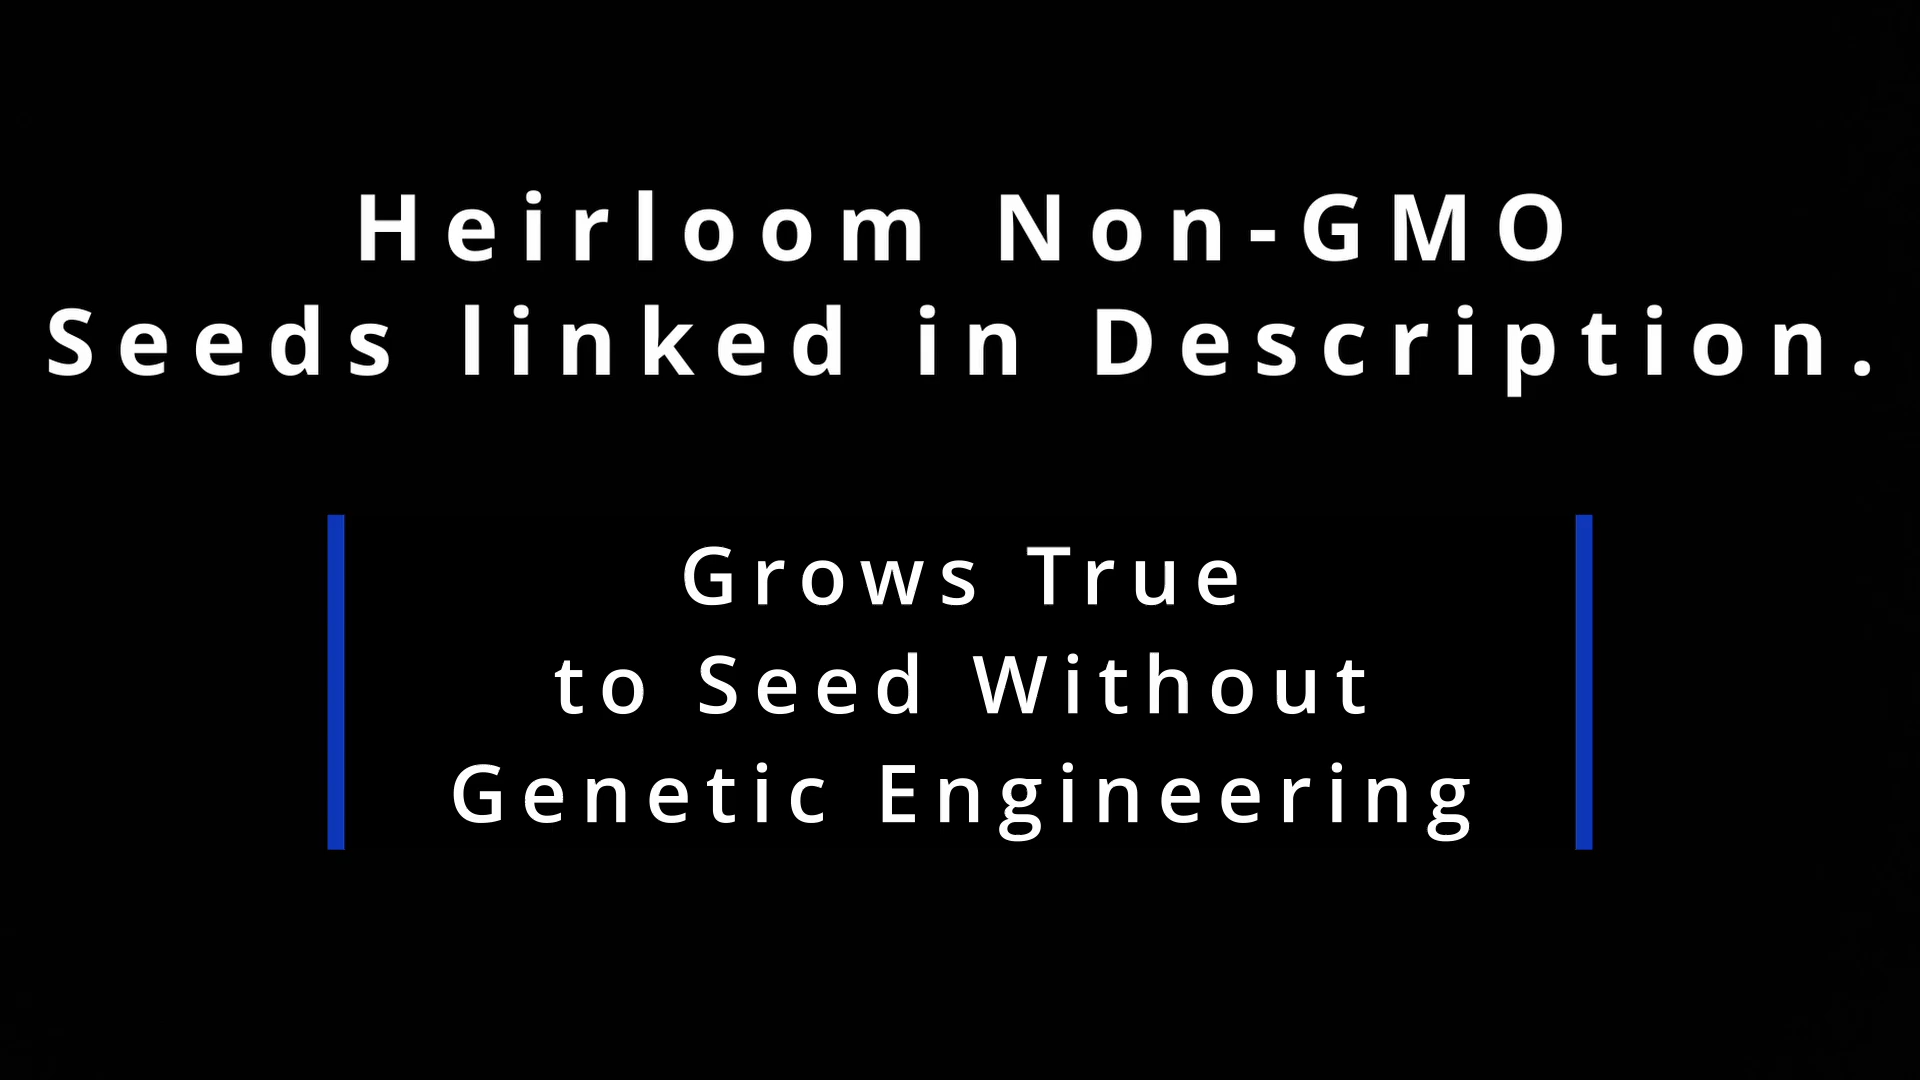 Heirloom Non-GMO
Seeds linked in Description.
Grows True
to Seed Without
Genetic Engineering